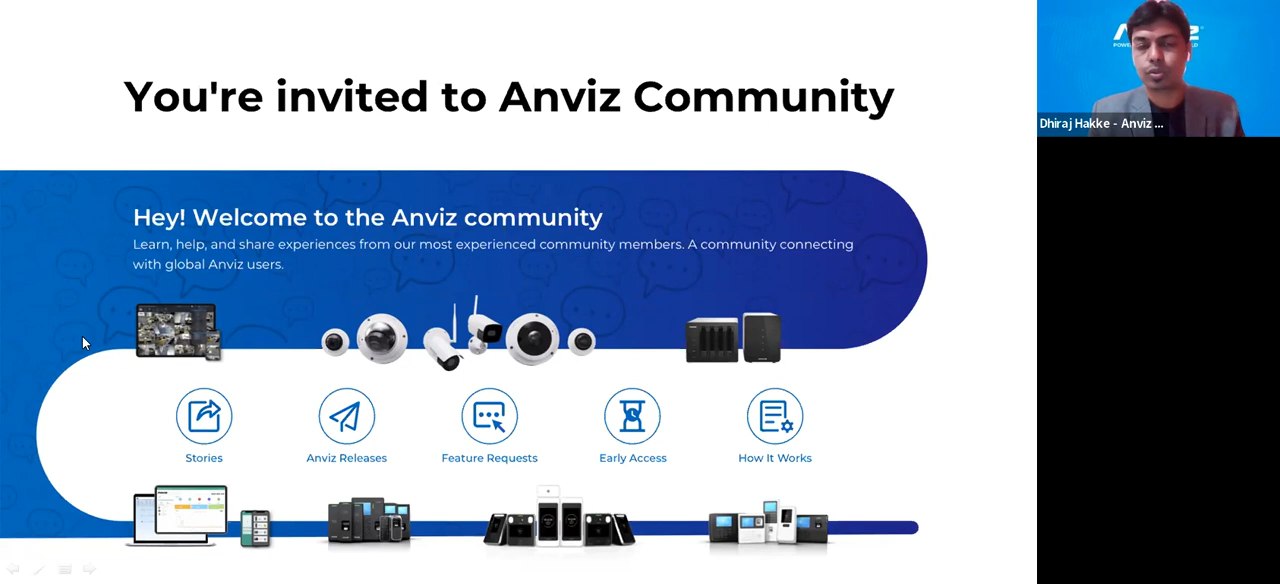 You're invited to Anviz Community
Hey! Welcome to the Anviz community
Learn, help, and share experiences from our most experienced community members. A community connecting
with global Anviz users.
Stories
Anviz Releases
Feature Requests
Early Access
How It Works
Dhiraj Hakke - Anviz ...